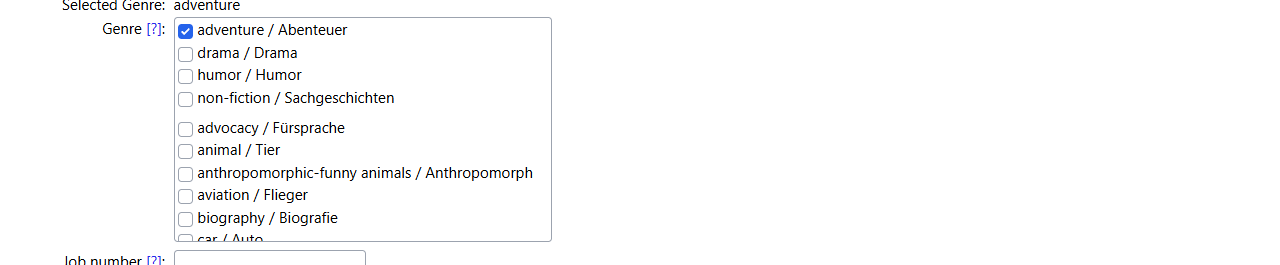 Selected Genre: adventure
Genre [?]:
adventure / Abenteuer
drama / Drama
humor / Humor
non-fiction / Sachgeschichten
advocacy / Fürsprache
animal / Tier
anthropomorphic-funny animals / Anthropomorph
aviation / Flieger
biography / Biografie
car / Auto
Job number [?]: